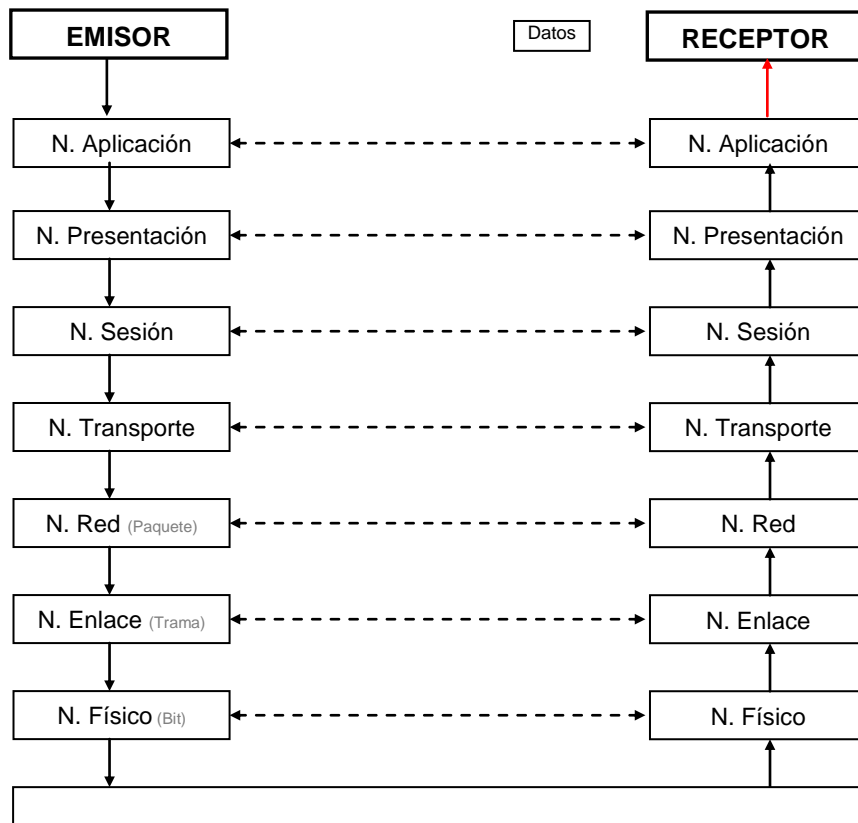 EMISOR
Datos
RECEPTOR
N. Aplicación
N. Aplicación
N. Presentación
N. Presentación
N. Sesión
N. Sesión
N. Transporte
N. Transporte
N. Red (Paquete)
N. Red
N. Enlace (Trama)
N. Enlace
N. Físico (Bit)
N. Físico